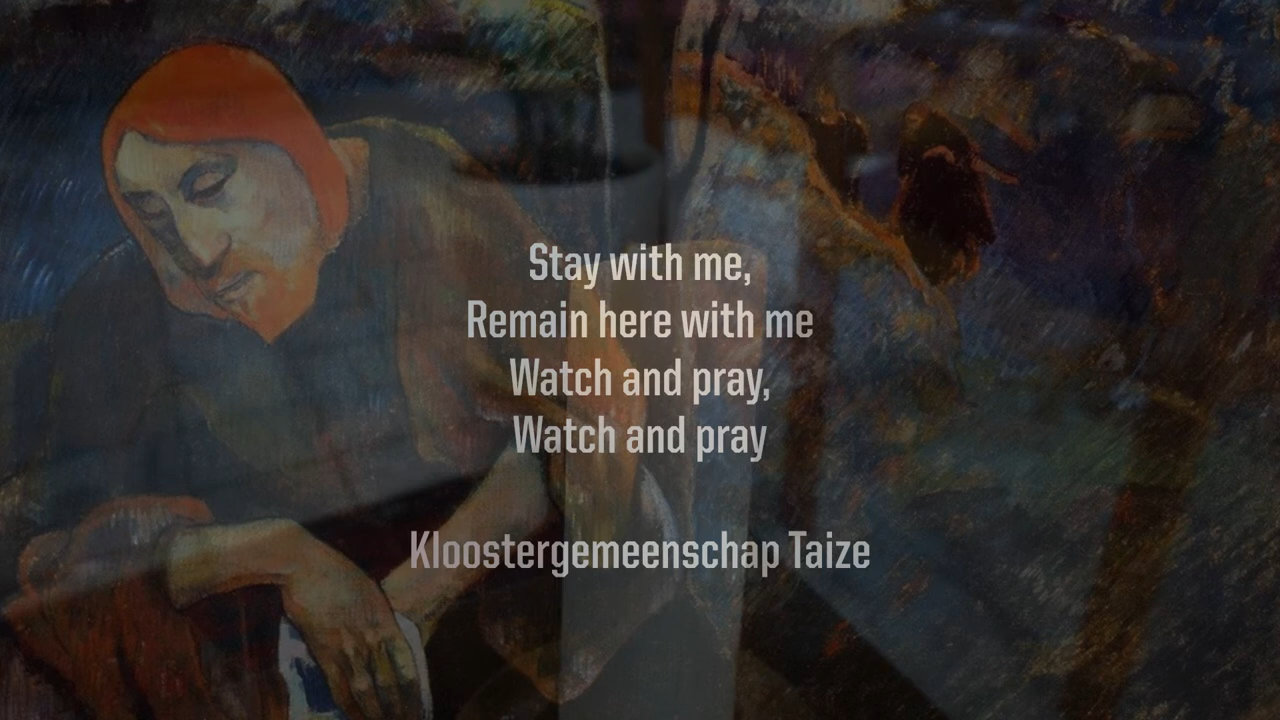 Stay with me,
Remain here with me
Watch and pray,
Watch and pray
Kloostergemeenschap Taize